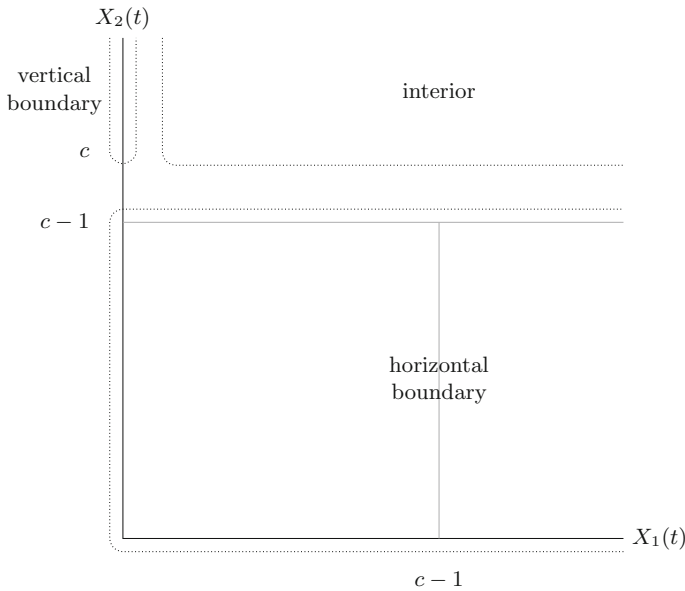 X₂(t)
vertical
boundary
interior
c
c − 1
horizontal
boundary
X₁(t)
c − 1